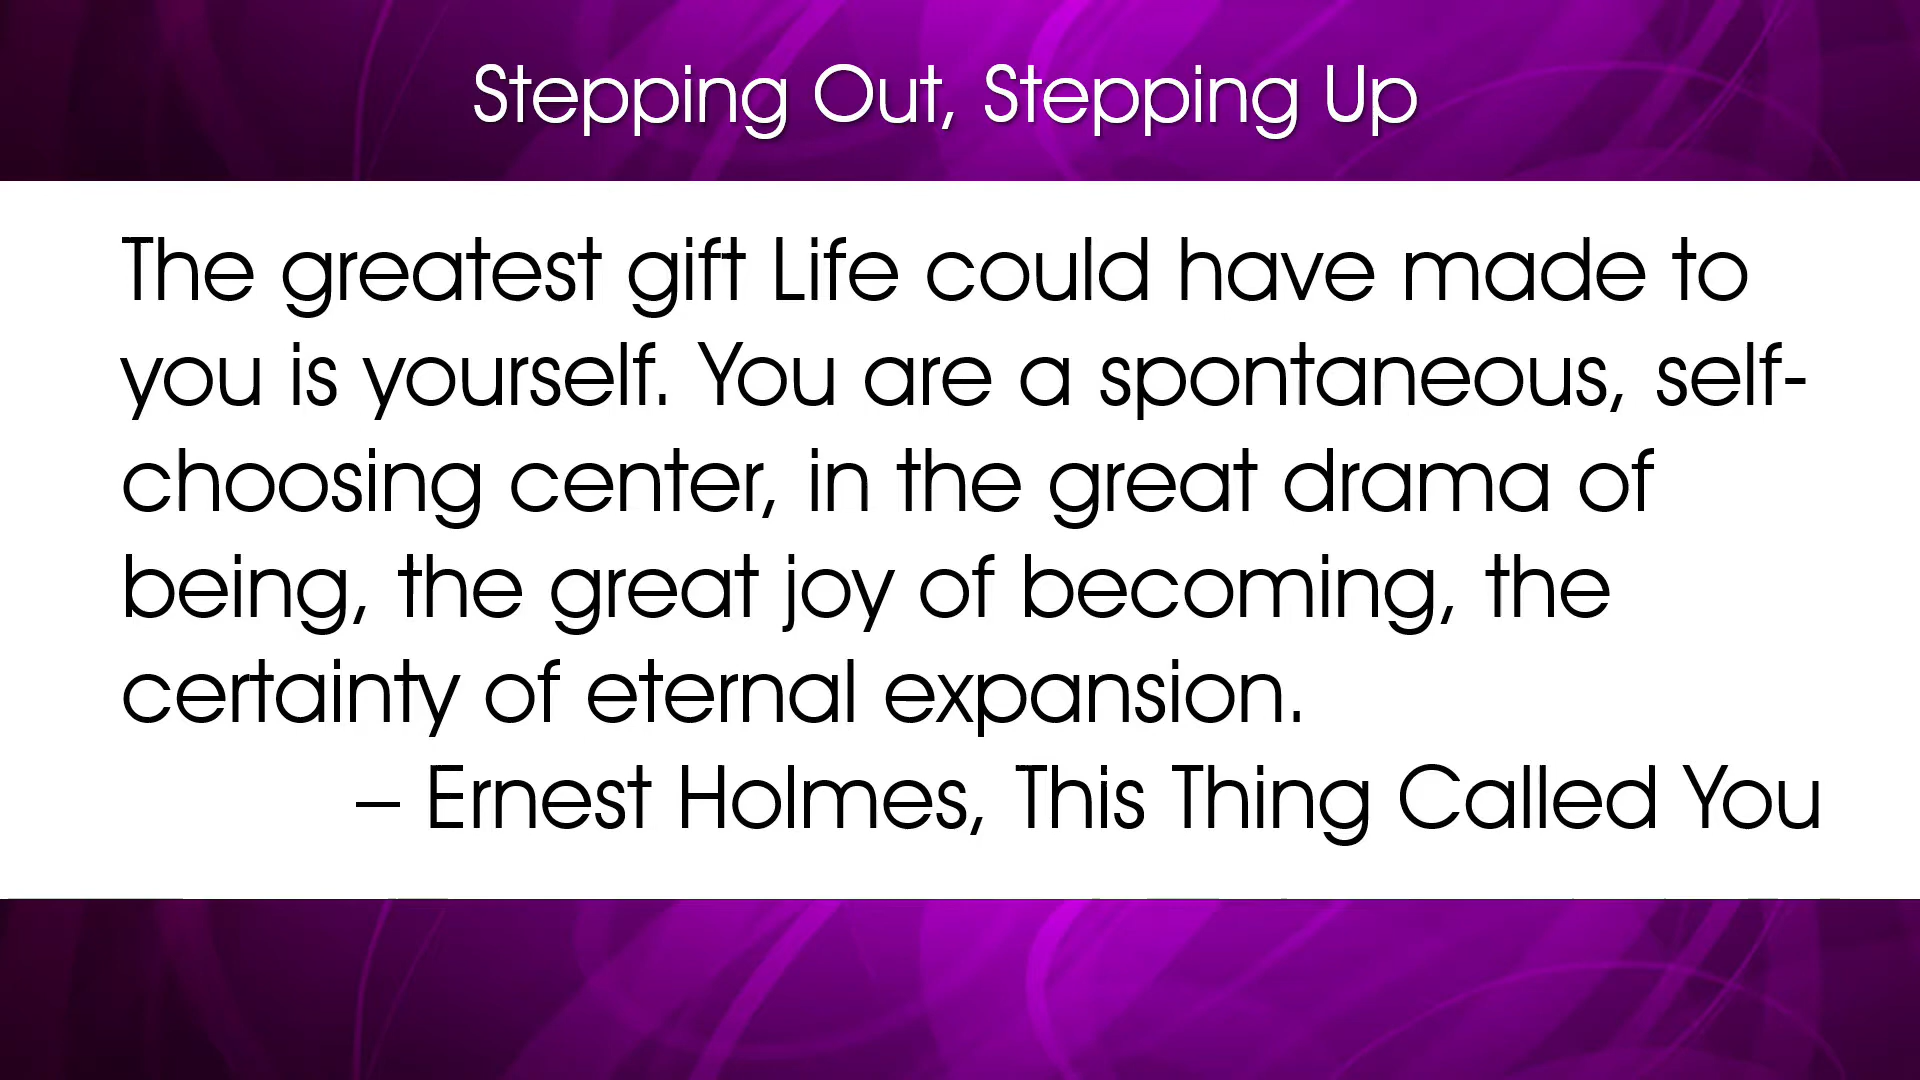 Stepping Out, Stepping Up
The greatest gift Life could have made to
you is yourself. You are a spontaneous, self-
choosing center, in the great drama of
being, the great joy of becoming, the
certainty of eternal expansion.
– Ernest Holmes, This Thing Called You